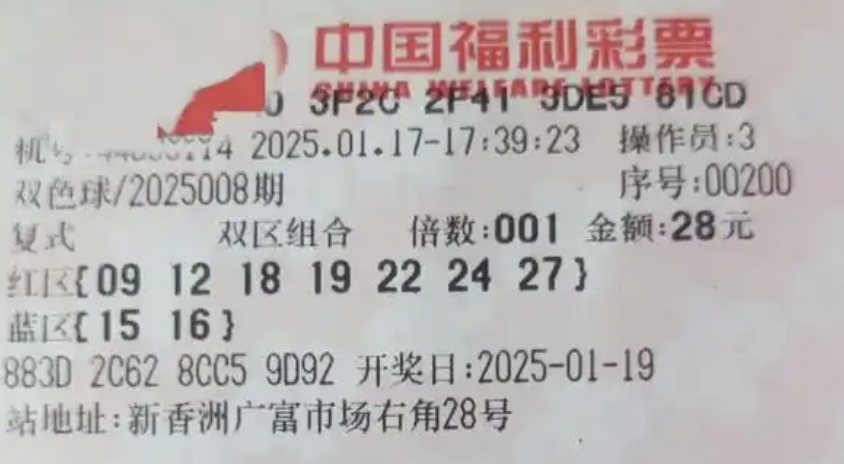 中国福利彩票
CHINA WELFARE LOTTERY
3F2C 2F41 3DE5 81CD
机号: 2025.01.17-17:39:23 操作员:3
双色球/2025008期 序号:00200
复式 双区组合 倍数:001 金额:28元
红区{09 12 18 19 22 24 27}
蓝区{15 16}
883D 2C62 8CC5 9D92 开奖日:2025-01-19
站地址:新香洲广富市场右角28号